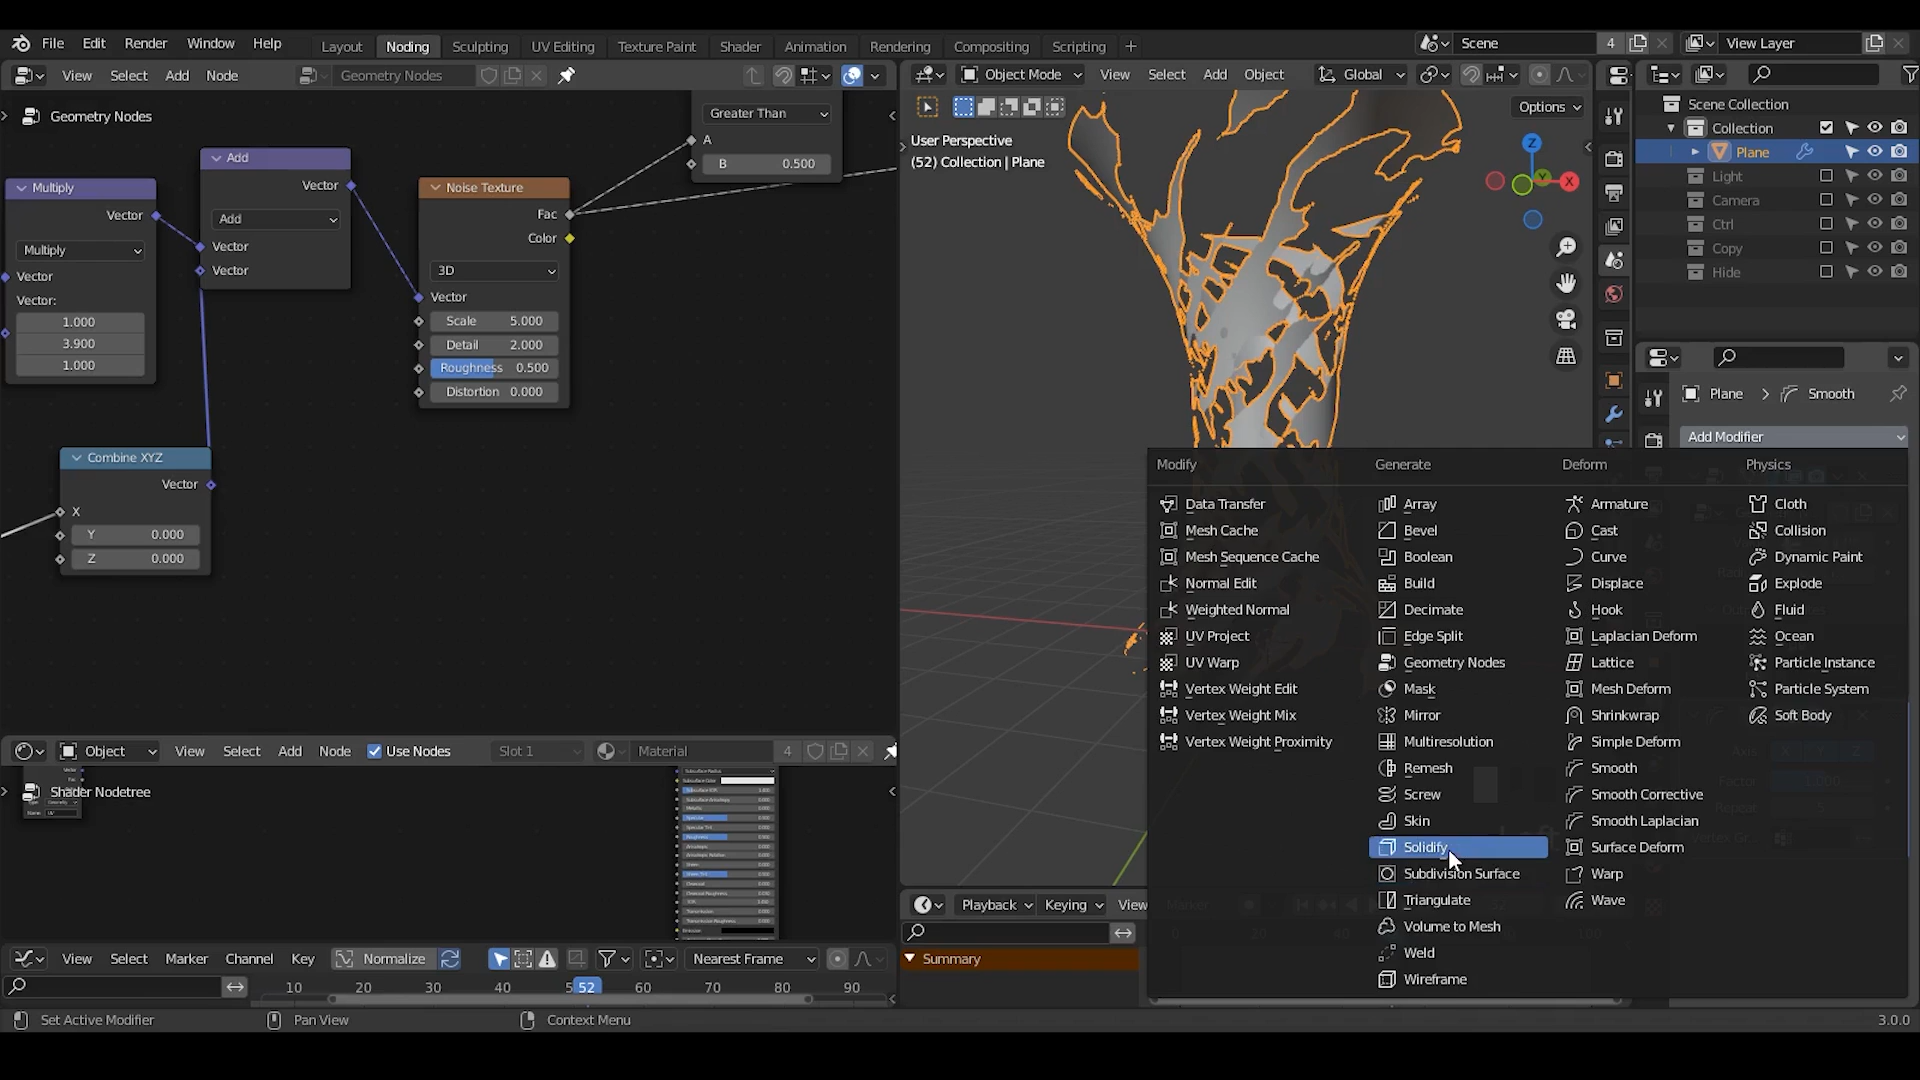 File Edit Render Window Help
Layout Noding Sculpting UV Editing Texture Paint Shader Animation Rendering Compositing Scripting +
Scene 4 View Layer
View Select Add Node Geometry Nodes
Object Mode View Select Add Object Global
Geometry Nodes
Options
User Perspective
(52) Collection | Plane
Scene Collection
Collection
Plane
Light
Camera
Ctrl
Copy
Hide
Multiply
Vector
Multiply
Vector
Vector:
1.000
3.900
1.000
Add
Vector
Add
Vector
Vector
Noise Texture
Fac
Color
3D
Vector
Scale 5.000
Detail 2.000
Roughness 0.500
Distortion 0.000
Greater Than
A
B 0.500
Combine XYZ
Vector
X
Y 0.000
Z 0.000
Z
Y
X
Plane > Smooth
Add Modifier
Modify
Data Transfer
Mesh Cache
Mesh Sequence Cache
Normal Edit
Weighted Normal
UV Project
UV Warp
Vertex Weight Edit
Vertex Weight Mix
Vertex Weight Proximity
Generate
Array
Bevel
Boolean
Build
Decimate
Edge Split
Geometry Nodes
Mask
Mirror
Multiresolution
Remesh
Screw
Skin
Solidify
Subdivision Surface
Triangulate
Volume to Mesh
Weld
Wireframe
Deform
Armature
Cast
Curve
Displace
Hook
Laplacian Deform
Lattice
Mesh Deform
Shrinkwrap
Simple Deform
Smooth
Smooth Corrective
Smooth Laplacian
Surface Deform
Warp
Wave
Physics
Cloth
Collision
Dynamic Paint
Explode
Fluid
Ocean
Particle Instance
Particle System
Soft Body
Object View Select Add Node Use Nodes Slot 1 Material 4
Shader Nodetree
Playback Keying View
Summary
View Select Marker Channel Key Normalize Nearest Frame
10 20 30 40 52 60 70 80 90
Set Active Modifier Pan View Context Menu 3.0.0